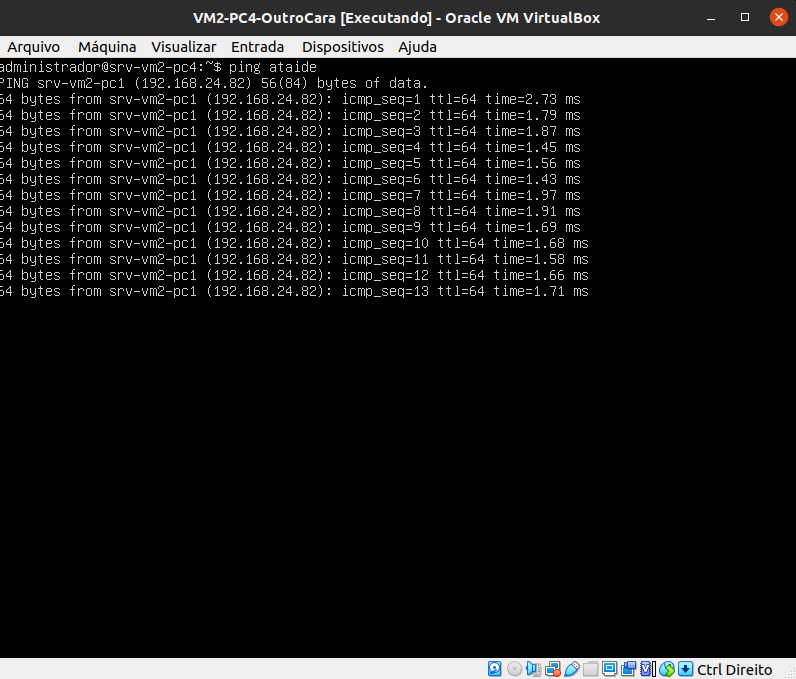 VM2-PC4-OutroCara [Executando] - Oracle VM VirtualBox
Arquivo Máquina Visualizar Entrada Dispositivos Ajuda
administrador@srv-vm2-pc4:~$ ping ataide
PING srv-vm2-pc1 (192.168.24.82) 56(84) bytes of data.
64 bytes from srv-vm2-pc1 (192.168.24.82): icmp_seq=1 ttl=64 time=2.73 ms
64 bytes from srv-vm2-pc1 (192.168.24.82): icmp_seq=2 ttl=64 time=1.79 ms
64 bytes from srv-vm2-pc1 (192.168.24.82): icmp_seq=3 ttl=64 time=1.87 ms
64 bytes from srv-vm2-pc1 (192.168.24.82): icmp_seq=4 ttl=64 time=1.45 ms
64 bytes from srv-vm2-pc1 (192.168.24.82): icmp_seq=5 ttl=64 time=1.56 ms
64 bytes from srv-vm2-pc1 (192.168.24.82): icmp_seq=6 ttl=64 time=1.43 ms
64 bytes from srv-vm2-pc1 (192.168.24.82): icmp_seq=7 ttl=64 time=1.97 ms
64 bytes from srv-vm2-pc1 (192.168.24.82): icmp_seq=8 ttl=64 time=1.91 ms
64 bytes from srv-vm2-pc1 (192.168.24.82): icmp_seq=9 ttl=64 time=1.69 ms
64 bytes from srv-vm2-pc1 (192.168.24.82): icmp_seq=10 ttl=64 time=1.68 ms
64 bytes from srv-vm2-pc1 (192.168.24.82): icmp_seq=11 ttl=64 time=1.58 ms
64 bytes from srv-vm2-pc1 (192.168.24.82): icmp_seq=12 ttl=64 time=1.66 ms
64 bytes from srv-vm2-pc1 (192.168.24.82): icmp_seq=13 ttl=64 time=1.71 ms
Ctrl Direito